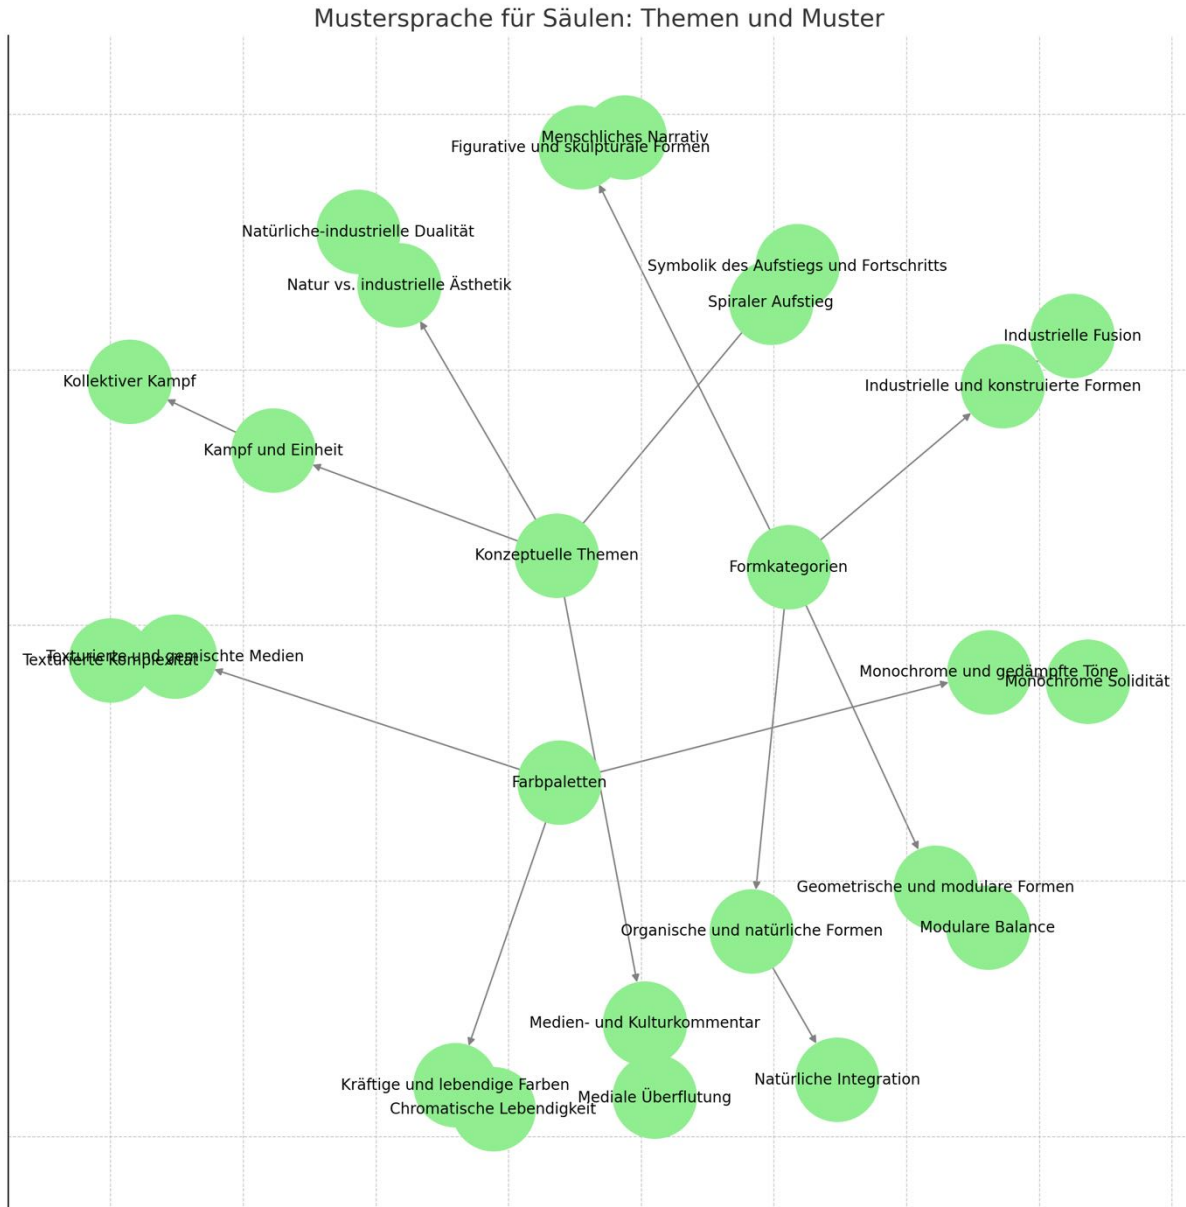 Mustersprache für Säulen: Themen und Muster
Menschliches Narrativ
Figurative und skulpturale Formen
Natürliche-industrielle Dualität
Symbolik des Aufstiegs und Fortschritts
Natur vs. industrielle Ästhetik
Spiraler Aufstieg
Industrielle Fusion
Kollektiver Kampf
Industrielle und konstruierte Formen
Kampf und Einheit
Konzeptuelle Themen
Formkategorien
Texturierte und gemischte Medien
Texturierte Komplexität
Monochrome und gedämpfte Töne
Monochrome Solidität
Farbpaletten
Geometrische und modulare Formen
Modulare Balance
Organische und natürliche Formen
Medien- und Kulturkommentar
Natürliche Integration
Kräftige und lebendige Farben
Mediale Überflutung
Chromatische Lebendigkeit